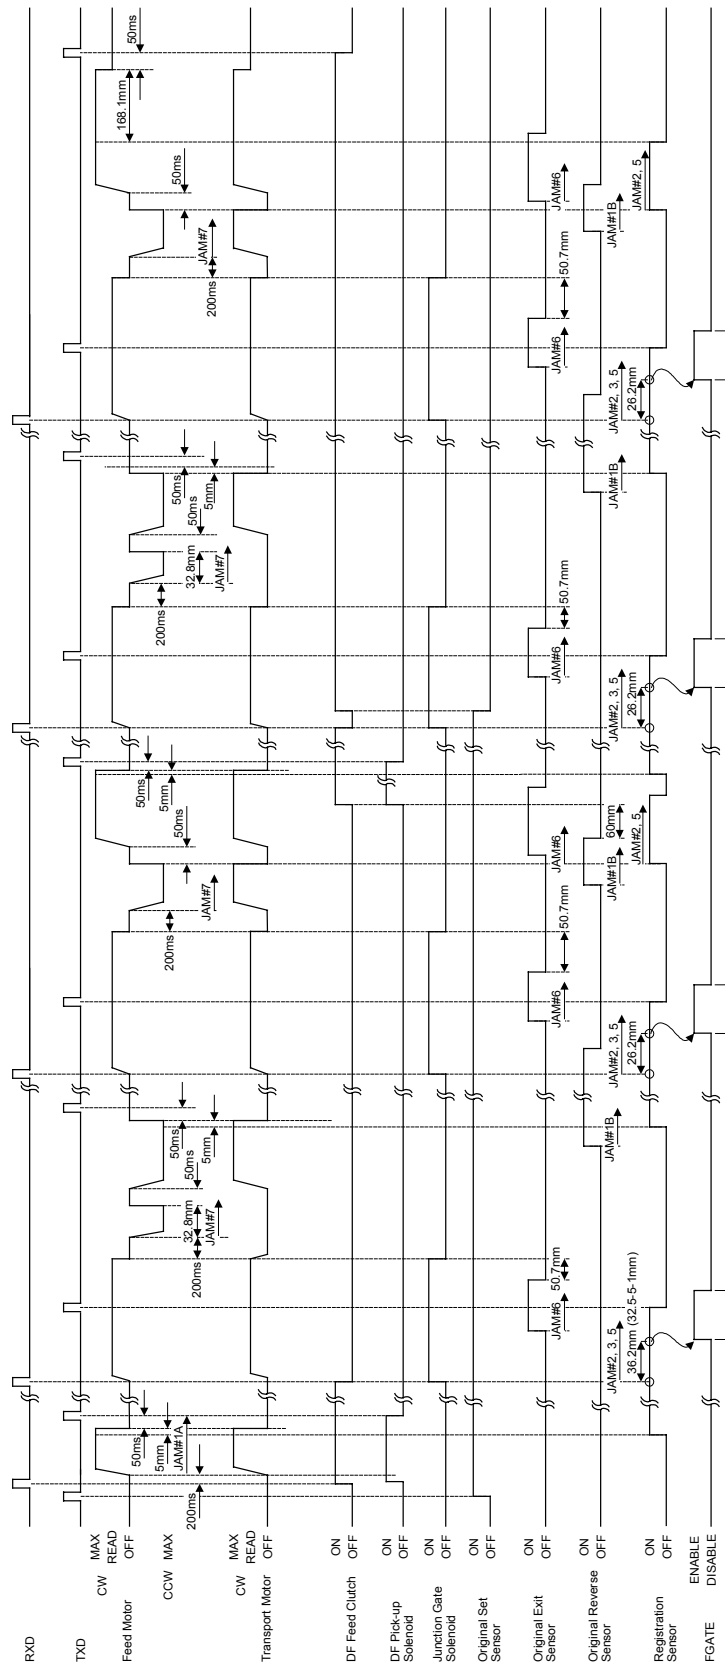 RXD
TXD
Feed Motor
CW
MAX
READ
OFF
CCW MAX
200ms
50ms
5mm
JAM#1A
200ms
32.8mm
JAM#7
50ms
50ms
5mm
200ms
JAM#7
50ms
50ms
5mm
200ms
32.8mm
JAM#7
50ms
50ms
5mm
200ms
JAM#7
50ms
168.1mm
50ms
Transport Motor
CW
MAX
READ
OFF
DF Feed Clutch
ON
OFF
DF Pick-up
Solenoid
ON
OFF
Junction Gate
Solenoid
ON
OFF
Original Set
Sensor
ON
OFF
Original Exit
Sensor
ON
OFF
JAM#6
50.7mm
JAM#6
50.7mm
JAM#6
JAM#6
50.7mm
JAM#6
50.7mm
JAM#6
Original Reverse
Sensor
ON
OFF
JAM#1B
JAM#1B
60mm
JAM#1B
JAM#1B
Registration
Sensor
ON
OFF
JAM#2, 3, 5
36.2mm (32.5-5-1mm)
JAM#2, 3, 5
26.2mm
JAM#2, 5
JAM#2, 3, 5
26.2mm
JAM#2, 3, 5
26.2mm
JAM#2, 5
FGATE
ENABLE
DISABLE